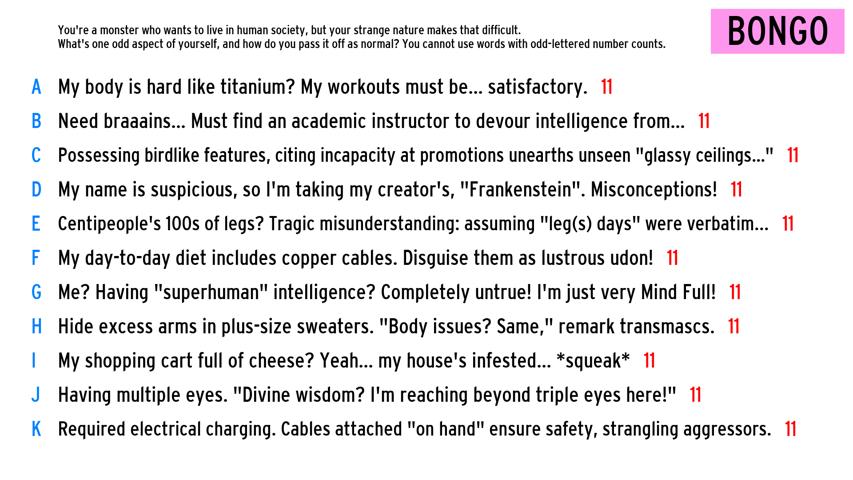 You're a monster who wants to live in human society, but your strange nature makes that difficult.
What's one odd aspect of yourself, and how do you pass it off as normal? You cannot use words with odd-lettered number counts.
BONGO
A My body is hard like titanium? My workouts must be... satisfactory. 11
B Need braaains... Must find an academic instructor to devour intelligence from... 11
C Possessing birdlike features, citing incapacity at promotions unearths unseen "glassy ceilings..." 11
D My name is suspicious, so I'm taking my creator's, "Frankenstein". Misconceptions! 11
E Centipeople's 100s of legs? Tragic misunderstanding: assuming "leg(s) days" were verbatim... 11
F My day-to-day diet includes copper cables. Disguise them as lustrous udon! 11
G Me? Having "superhuman" intelligence? Completely untrue! I'm just very Mind Full! 11
H Hide excess arms in plus-size sweaters. "Body issues? Same," remark transmascs. 11
I My shopping cart full of cheese? Yeah... my house's infested... *squeak* 11
J Having multiple eyes. "Divine wisdom? I'm reaching beyond triple eyes here!" 11
K Required electrical charging. Cables attached "on hand" ensure safety, strangling aggressors. 11